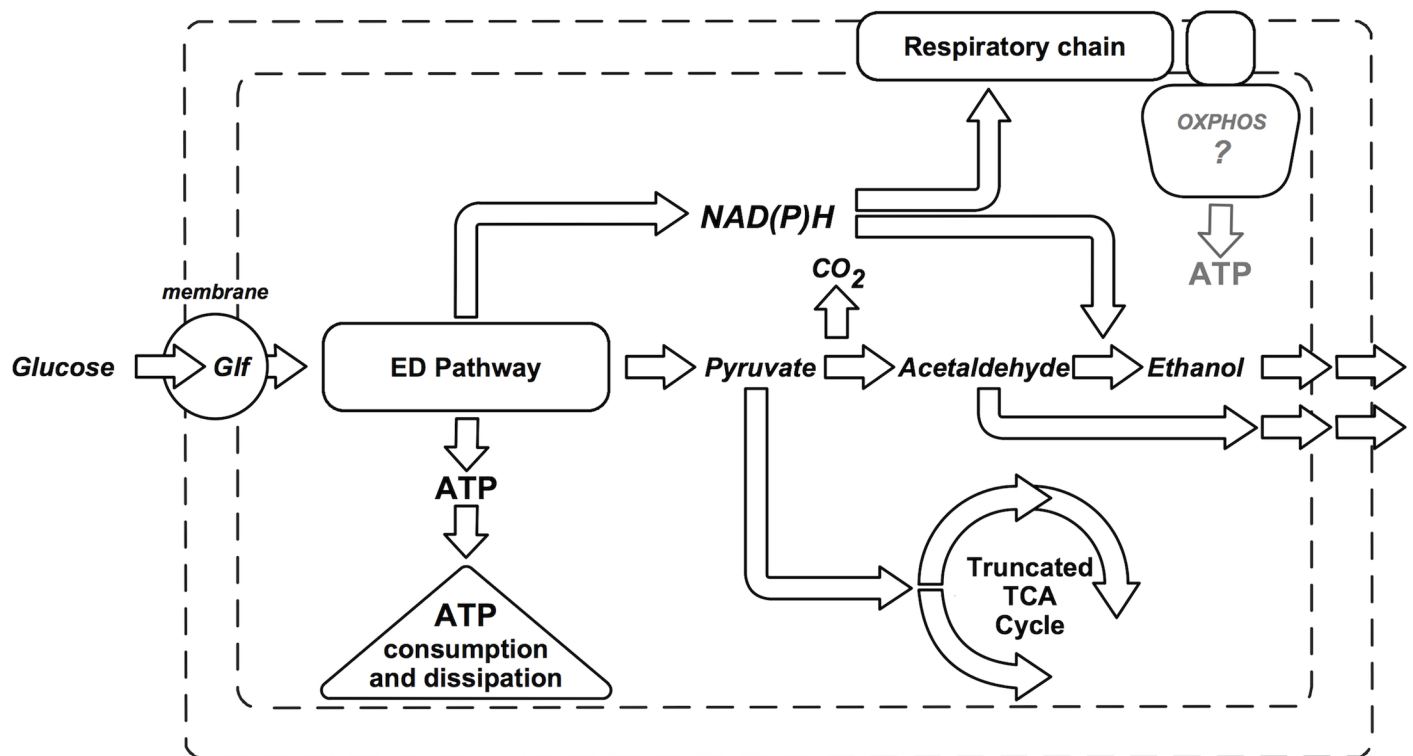 Respiratory chain
OXPHOS
?
NAD(P)H
CO2
ATP
membrane
Glucose
Glf
ED Pathway
Pyruvate
Acetaldehyde
Ethanol
ATP
Truncated
TCA
Cycle
ATP
consumption
and dissipation